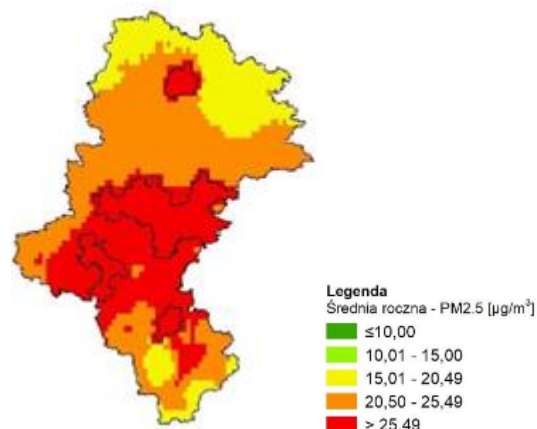 Legenda
Średnia roczna - PM2.5 [µg/m³]
≤10,00
10,01 - 15,00
15,01 - 20,49
20,50 - 25,49
> 25,49